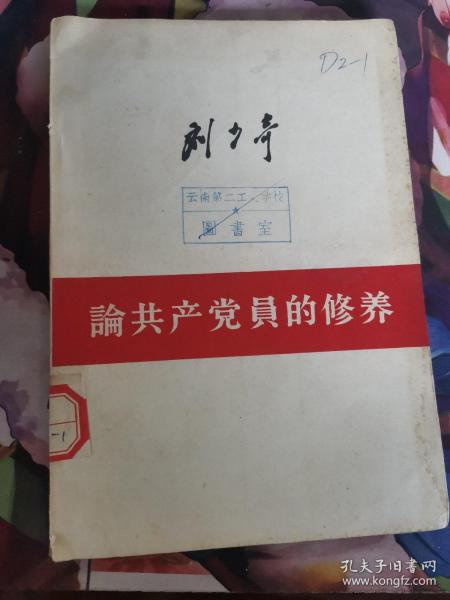 D2-1
刘少奇
云南第二工 学校
圖書室
論共产党員的修养
-1
孔夫子旧书网
www.kongfz.com